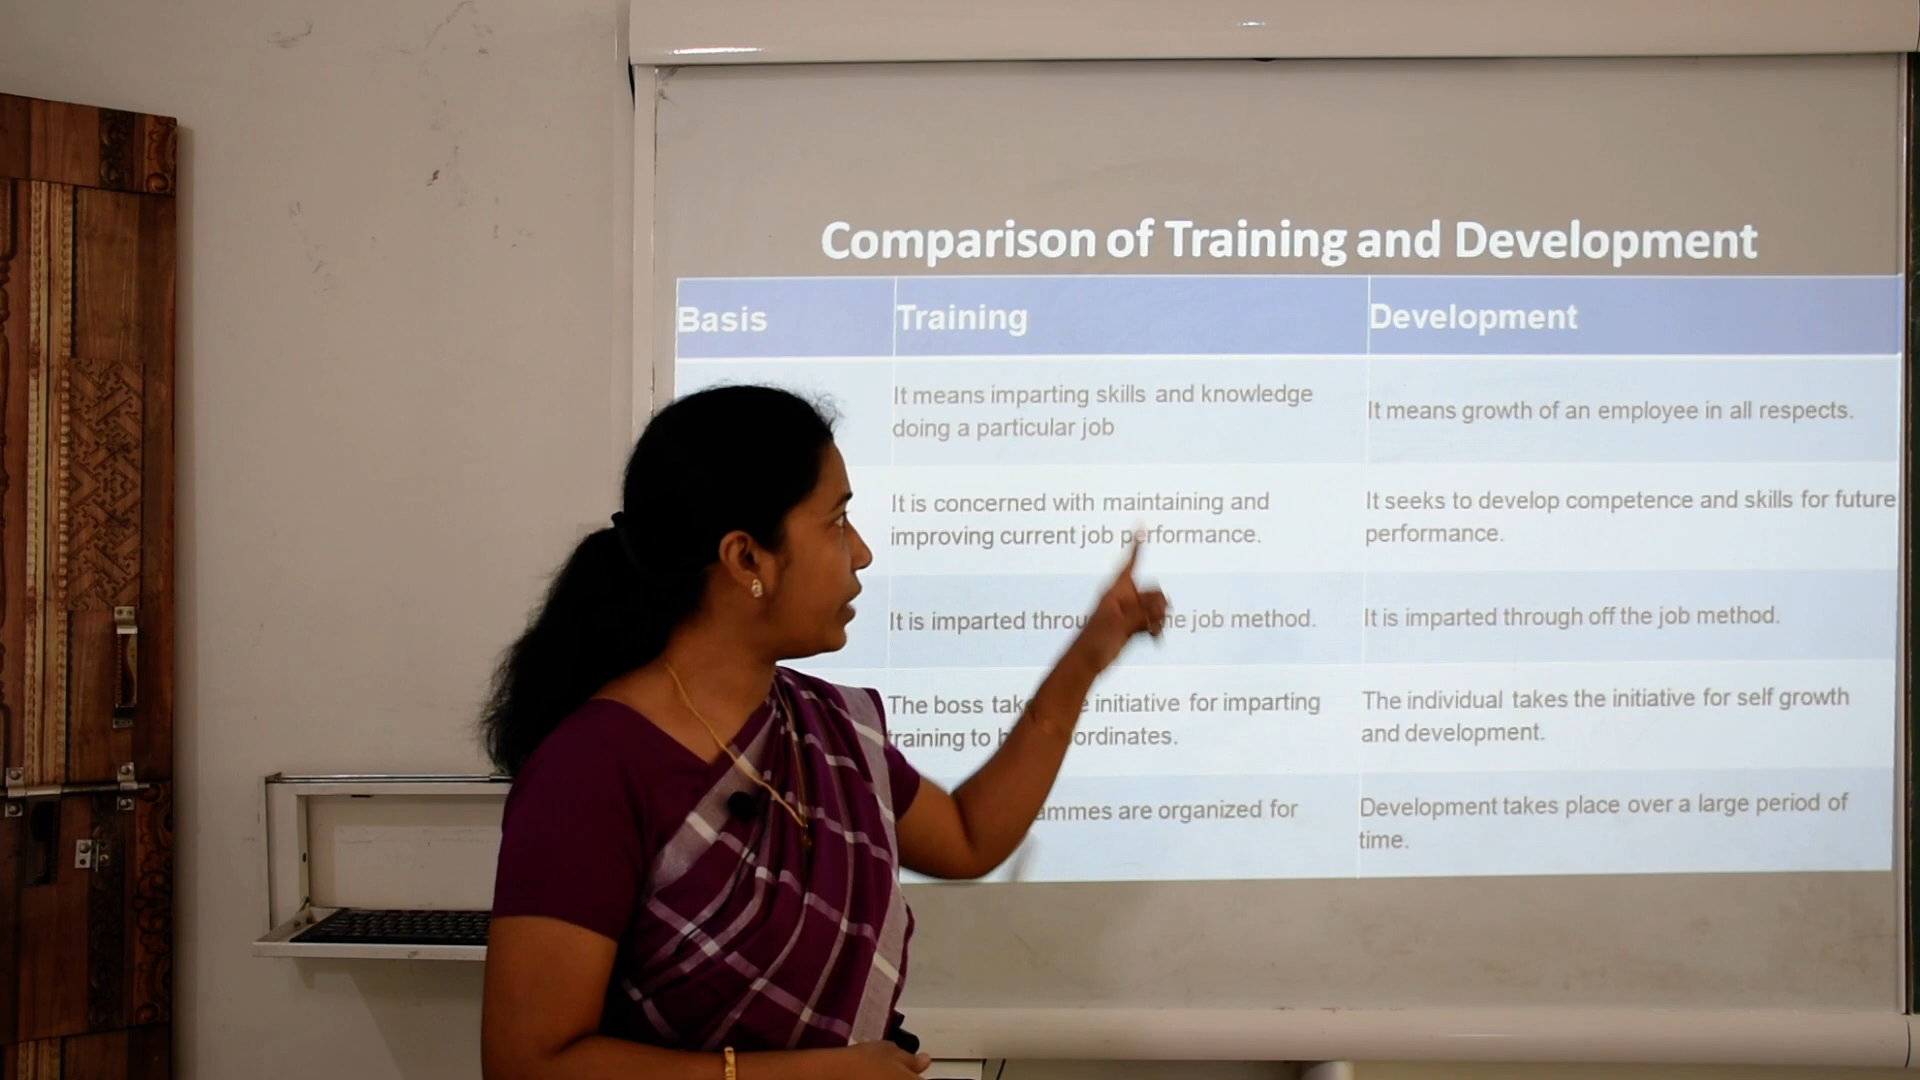 Comparison of Training and Development
Basis Training Development
It means imparting skills and knowledge
doing a particular job
It means growth of an employee in all respects.
It is concerned with maintaining and
improving current job performance.
It seeks to develop competence and skills for future
performance.
It is imparted job method.
It is imparted through off the job method.
The boss initiative for imparting
training to
The individual takes the initiative for self growth
and development.
are organized for
Development takes place over a large period of
time.